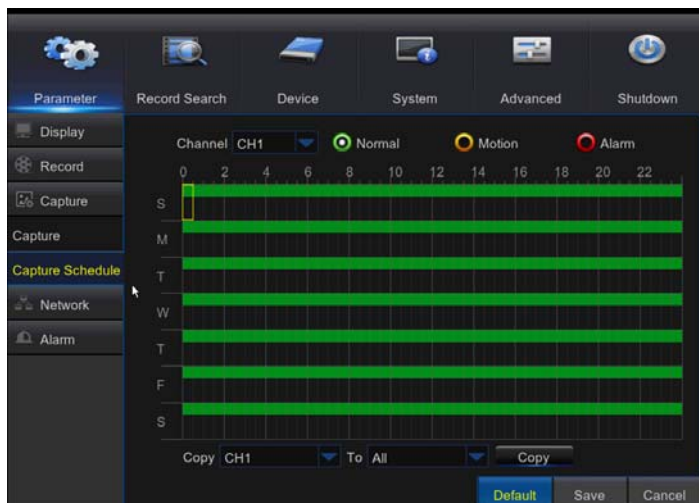 Parameter Record Search Device System Advanced Shutdown
Display
Record
Capture
Capture
Capture Schedule
Network
Alarm
Channel CH1 Normal Motion Alarm
0 2 4 6 8 10 12 14 16 18 20 22
S
M
T
W
T
F
S
Copy CH1 To All Copy
Default Save Cancel